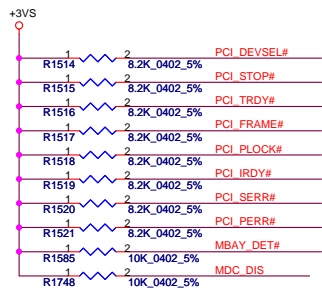 +3VS
1 2 PCI_DEVSEL#
R1514 8.2K_0402_5%
1 2 PCI_STOP#
R1515 8.2K_0402_5%
1 2 PCI_TRDY#
R1516 8.2K_0402_5%
1 2 PCI_FRAME#
R1517 8.2K_0402_5%
1 2 PCI_PLOCK#
R1518 8.2K_0402_5%
1 2 PCI_IRDY#
R1519 8.2K_0402_5%
1 2 PCI_SERR#
R1520 8.2K_0402_5%
1 2 PCI_PERR#
R1521 8.2K_0402_5%
1 2 MBAY_DET#
R1585 10K_0402_5%
1 2 MDC_DIS
R1748 10K_0402_5%